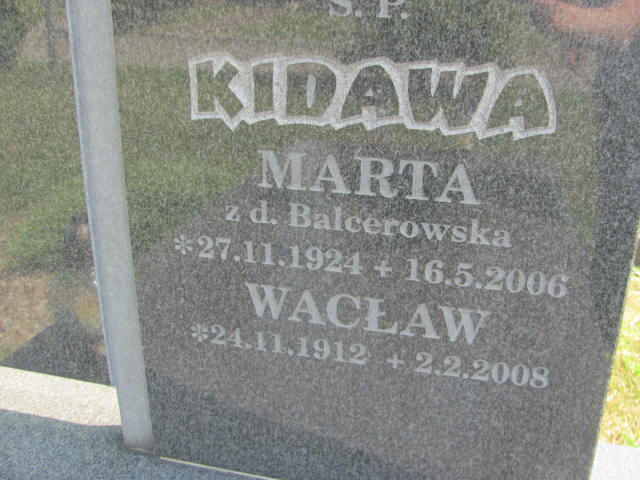 Ś. P.
KIDAWA
MARTA
z d. Balcerowska
*27.11.1924 + 16.5.2006
WACŁAW
*24.11.1912 + 2.2.2008